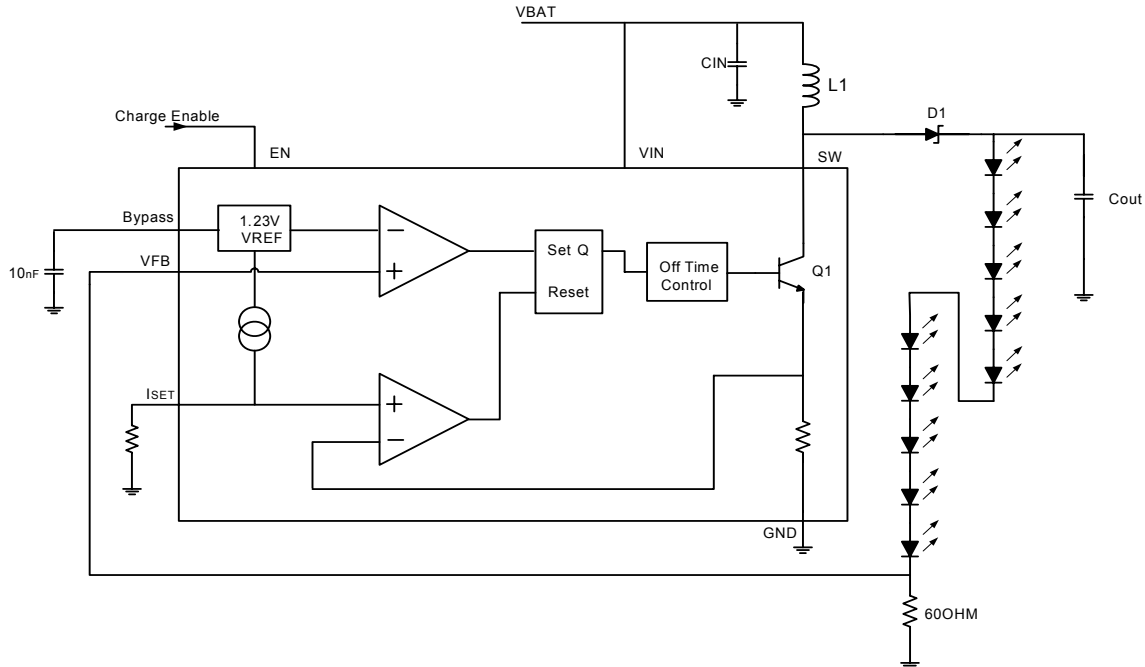 VBAT
CIN
L1
Charge Enable
D1
EN
VIN
SW
Bypass
1.23V
VREF
Cout
VFB
Set Q
Off Time
Control
Q1
10nF
Reset
ISET
GND
60OHM